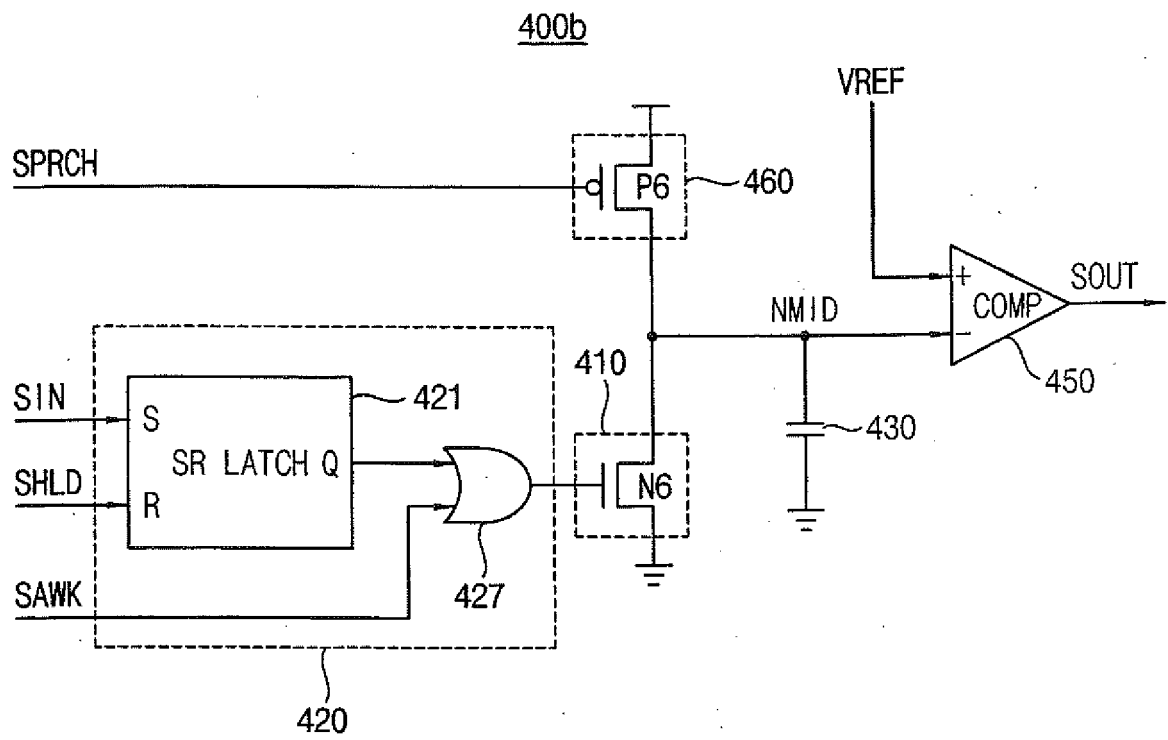 400b
VREF
SPRCH
P6
460
+
COMP
SOUT
NMID
-
450
410
SIN
S
421
430
SR LATCH Q
N6
SHLD
R
427
SAWK
420